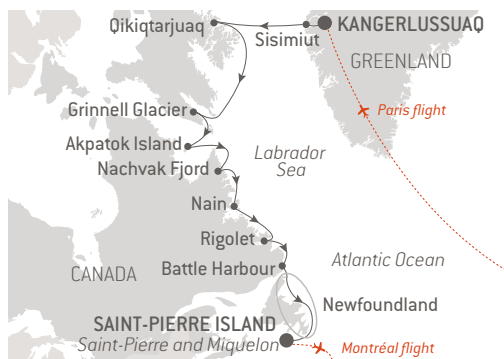 Qikiqtarjuaq
Sisimiut
KANGERLUSSUAQ
GREENLAND
Paris flight
Grinnell Glacier
Akpatok Island
Labrador
Sea
Nachvak Fjord
Nain
Rigolet
Battle Harbour
Atlantic Ocean
CANADA
Newfoundland
SAINT-PIERRE ISLAND
Saint-Pierre and Miquelon
Montréal flight